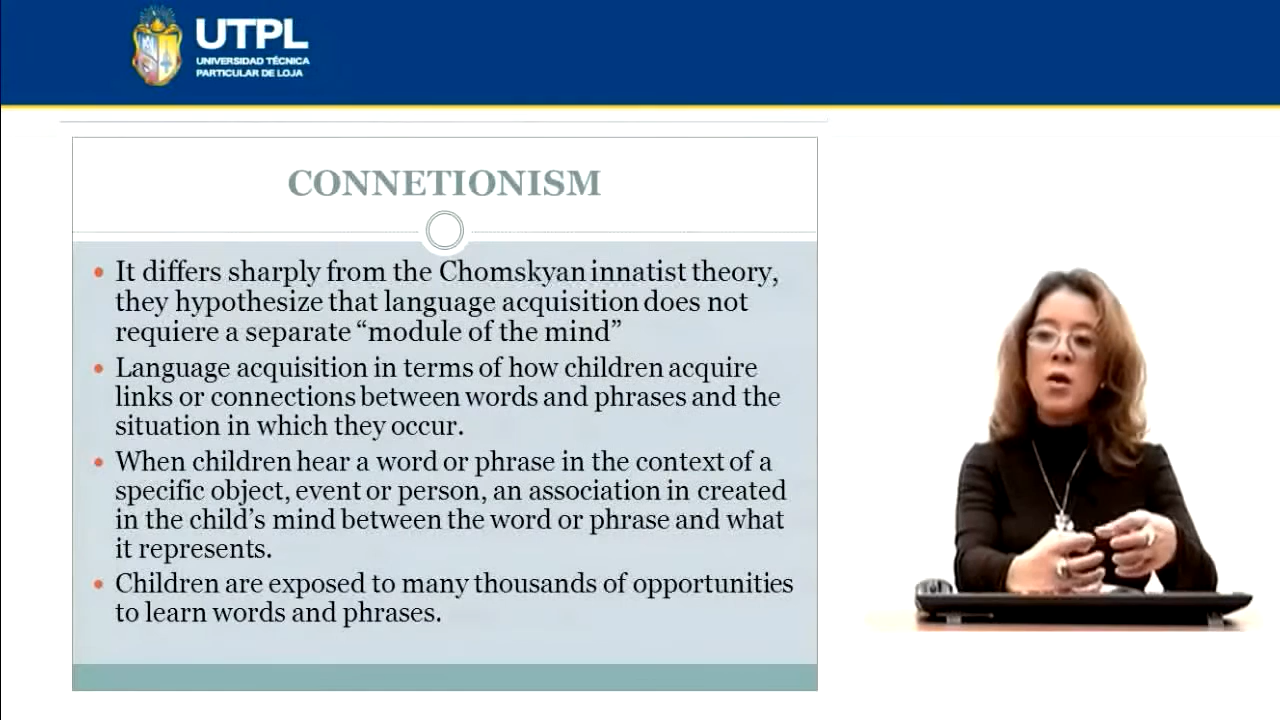 UTPL
UNIVERSIDAD TÉCNICA
PARTICULAR DE LOJA
CONNETIONISM
• It differs sharply from the Chomskyan innatist theory,
they hypothesize that language acquisition does not
requiere a separate “module of the mind”
• Language acquisition in terms of how children acquire
links or connections between words and phrases and the
situation in which they occur.
• When children hear a word or phrase in the context of a
specific object, event or person, an association in created
in the child’s mind between the word or phrase and what
it represents.
• Children are exposed to many thousands of opportunities
to learn words and phrases.